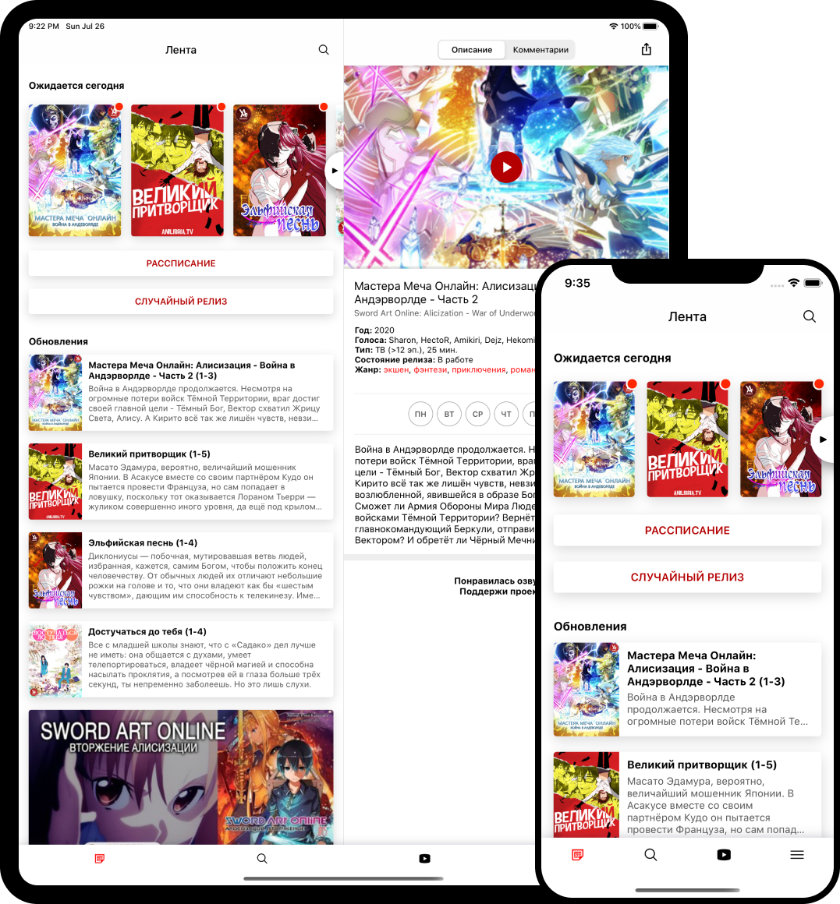 9:22 PM Sun Jul 26
100%
Лента
Ожидается сегодня
МАСТЕРА МЕЧА ОНЛАЙН
ВОЙНА В АНДЕВОРЛДЕ
ВЕЛИКИЙ
ПРИТВОРЩИК
ANILIBRIA.TV
Эльфийская
песнь
РАССПИСАНИЕ
СЛУЧАЙНЫЙ РЕЛИЗ
Обновления
Мастера Меча Онлайн: Алисизация - Война в
Андэрворлде - Часть 2 (1-3)
Война в Андэрворлде продолжается. Несмотря на
огромные потери войск Тёмной Территории, враг достиг
своей главной цели - Тёмный Бог, Вектор схватил Жрицу
Света, Алису. А Кирито всё так же лишён чувств, невзи...
Великий притворщик (1-5)
Масато Эдамура, вероятно, величайший мошенник
Японии. В Асакусе вместе со своим партнёром Кудо он
пытается провести Француза, но сам попадает в
ловушку, поскольку тот оказывается Лораном Тьерри —
жуликом совершенно иного уровня, да ещё под крылом...
ВЕЛИКИЙ
ПРИТВОРЩИК
Эльфийская песнь (1-4)
Диклониусы — побочная, мутировавшая ветвь людей,
избранная, кажется, самим Богом, чтобы положить конец
человечеству. От обычных людей их отличают небольшие
рожки на голове и то, что они владеют как бы «шестым
чувством», дающим им способность к телекинезу. Име...
Эльфийская
песнь
Достучаться до тебя (1-4)
Все с младшей школы знают, что с «Садако» дел лучше
не иметь: она общается с духами, умеет
телепортироваться, владеет чёрной магией и способна
насылать проклятия, а посмотрев ей в глаза больше трёх
секунд, ты непременно заболеешь. Но это лишь слухи.
SWORD ART ONLINE
ВТОРЖЕНИЕ АЛИСИЗАЦИИ
SWORD ART ONLINE
Описание
Комментарии
Мастера Меча Онлайн: Алисизац
Андэрворлде - Часть 2
Sword Art Online: Alicization - War of Underwor
Год: 2020
Голоса: Sharon, HectoR, Amikiri, Dejz, Hekomi
Тип: ТВ (>12 эп.), 25 мин.
Состояние релиза: В работе
Жанр: экшен, фэнтези, приключения, роман
ПН
ВТ
СР
ЧТ
П
Война в Андэрворлде продолжается. Н
потери войск Тёмной Территории, враг
- Тёмный Бог, Вектор схватил Жрицу
Кирито всё так же лишён чувств, невзи
возлюбленной, явившейся в образе Бог
Сможет ли Армия Обороны Мира Люде
войсками Тёмной Территории? Вернёт
главнокомандующий Беркули, отправи
Вектором? И обретёт ли Чёрный Мечни
Понравилась озву
Поддержи проек
9:35
Лента
Ожидается сегодня
МАСТЕРА МЕЧА ОНЛАЙН
ВОЙНА В АНДЕВОРЛДЕ
ВЕЛИКИЙ
ПРИТВОРЩИК
ANILIBRIA.TV
Эльфийская
песнь
РАССПИСАНИЕ
СЛУЧАЙНЫЙ РЕЛИЗ
Обновления
Мастера Меча Онлайн:
Алисизация - Война в
Андэрворлде - Часть 2 (1-3)
Война в Андэрворлде
продолжается. Несмотря на
огромные потери войск Тёмной Те...
МАСТЕРА МЕЧА ОНЛАЙН
Великий притворщик (1-5)
Масато Эдамура, вероятно,
величайший мошенник Японии. В
Асакусе вместе со своим
партнёром Кудо он пытается
провести Француза, но сам попад...
ВЕЛИКИЙ
ПРИТВОРЩИК